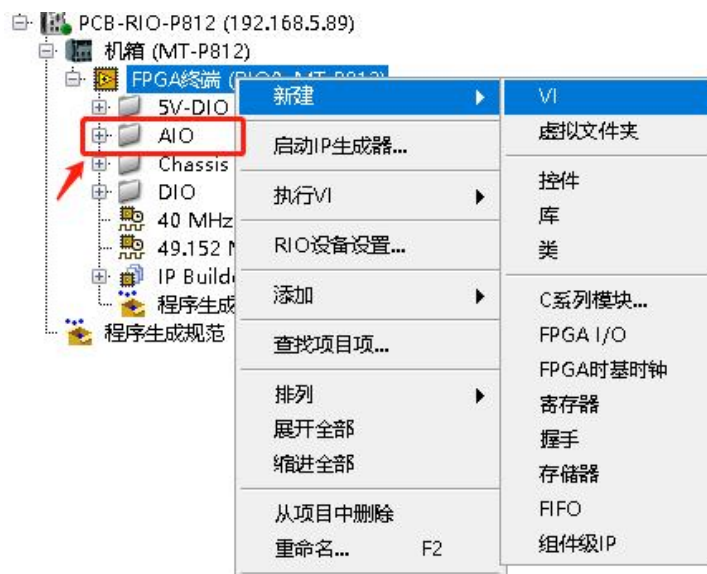 PCB-RIO-P812 (192.168.5.89)
机箱 (MT-P812)
FPGA终端 (RIO0, MT-P812)
5V-DIO
AIO
Chassis
DIO
40 MHz
49.152 M
IP Build
程序生成
程序生成规范
新建
启动IP生成器...
执行VI
RIO设备设置...
添加
查找项目项...
排列
展开全部
缩进全部
从项目中删除
重命名... F2
VI
虚拟文件夹
控件
库
类
C系列模块...
FPGA I/O
FPGA时基时钟
寄存器
握手
存储器
FIFO
组件级IP